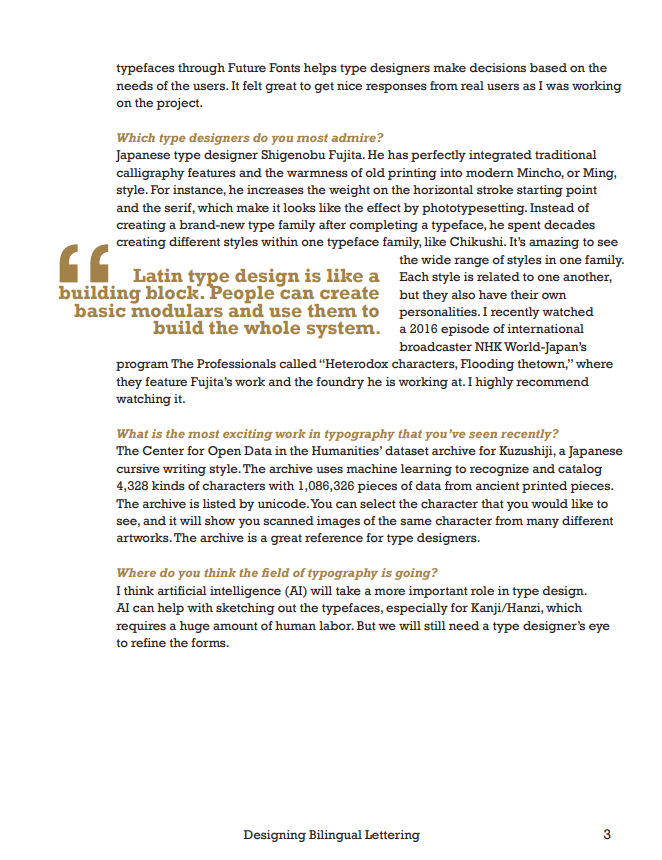 typefaces through Future Fonts helps type designers make decisions based on the
needs of the users. It felt great to get nice responses from real users as I was working
on the project.
Which type designers do you most admire?
Japanese type designer Shigenobu Fujita. He has perfectly integrated traditional
calligraphy features and the warmness of old printing into modern Mincho, or Ming,
style. For instance, he increases the weight on the horizontal stroke starting point
and the serif, which make it looks like the effect by phototypesetting. Instead of
creating a brand-new type family after completing a typeface, he spent decades
creating different styles within one typeface family, like Chikushi. It’s amazing to see
the wide range of styles in one family.
Each style is related to one another,
but they also have their own
personalities. I recently watched
a 2016 episode of international
broadcaster NHK World-Japan’s
program The Professionals called “Heterodox characters, Flooding thetown,” where
they feature Fujita’s work and the foundry he is working at. I highly recommend
watching it.
“
Latin type design is like a
building block. People can create
basic modulars and use them to
build the whole system.
What is the most exciting work in typography that you’ve seen recently?
The Center for Open Data in the Humanities’ dataset archive for Kuzushiji, a Japanese
cursive writing style. The archive uses machine learning to recognize and catalog
4,328 kinds of characters with 1,086,326 pieces of data from ancient printed pieces.
The archive is listed by unicode. You can select the character that you would like to
see, and it will show you scanned images of the same character from many different
artworks. The archive is a great reference for type designers.
Where do you think the field of typography is going?
I think artificial intelligence (AI) will take a more important role in type design.
AI can help with sketching out the typefaces, especially for Kanji/Hanzi, which
requires a huge amount of human labor. But we will still need a type designer’s eye
to refine the forms.
Designing Bilingual Lettering
3